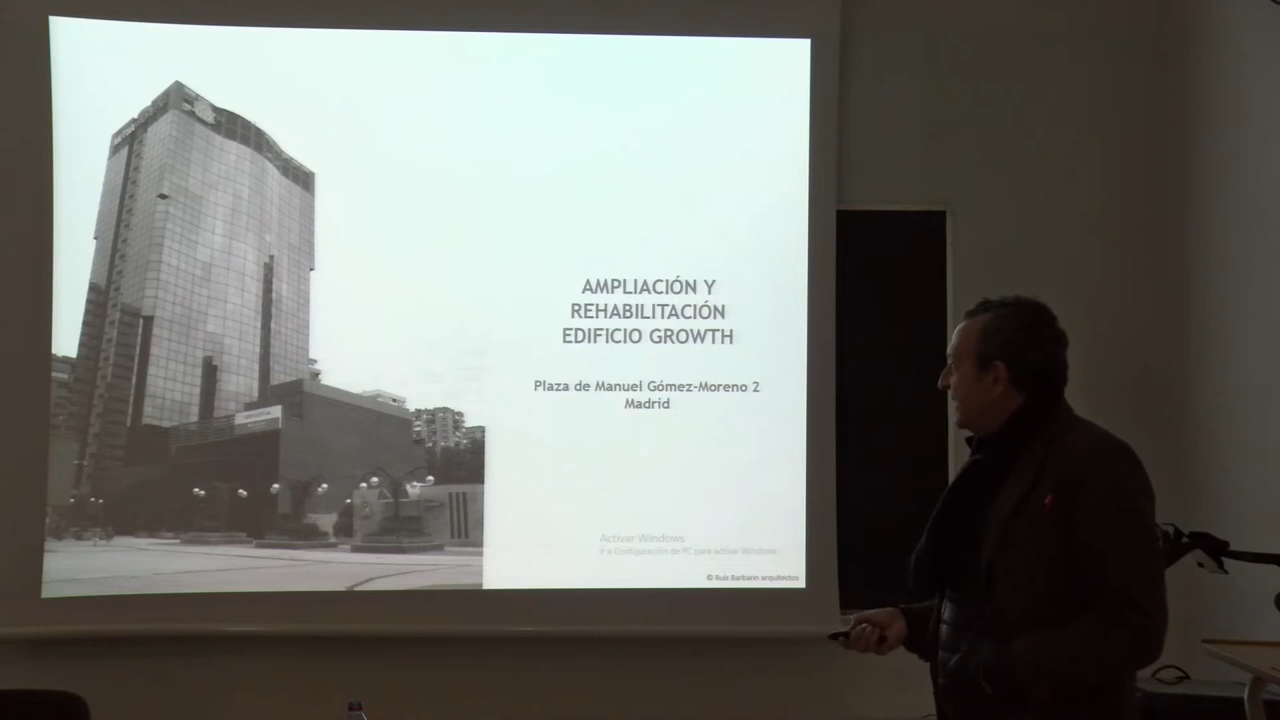 AMPLIACIÓN Y
REHABILITACIÓN
EDIFICIO GROWTH
Plaza de Manuel Gómez-Moreno 2
Madrid
Activar Windows
Ir a Configuración de PC para activar Windows
© Ruiz Barbarin arquitectos